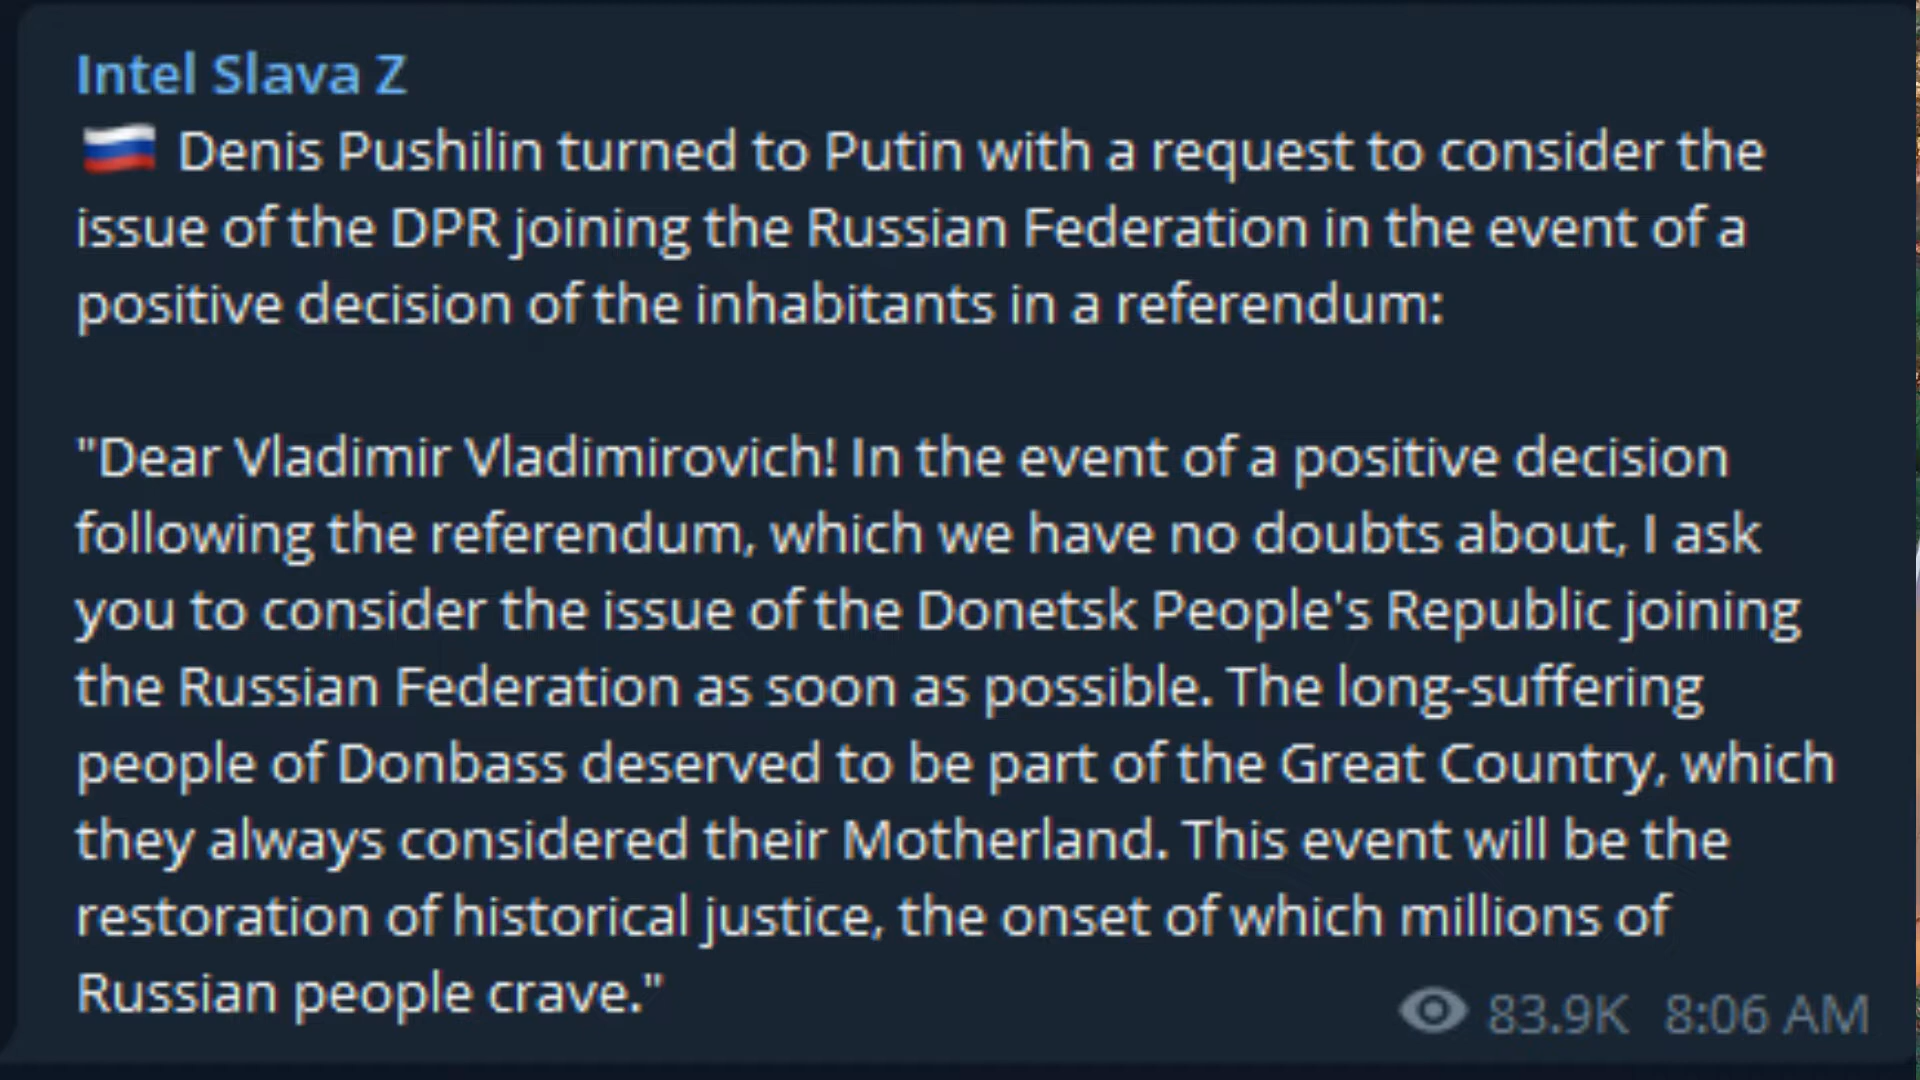 Intel Slava Z
🇷🇺 Denis Pushilin turned to Putin with a request to consider the
issue of the DPR joining the Russian Federation in the event of a
positive decision of the inhabitants in a referendum:
"Dear Vladimir Vladimirovich! In the event of a positive decision
following the referendum, which we have no doubts about, I ask
you to consider the issue of the Donetsk People's Republic joining
the Russian Federation as soon as possible. The long-suffering
people of Donbass deserved to be part of the Great Country, which
they always considered their Motherland. This event will be the
restoration of historical justice, the onset of which millions of
Russian people crave."
83.9K 8:06 AM